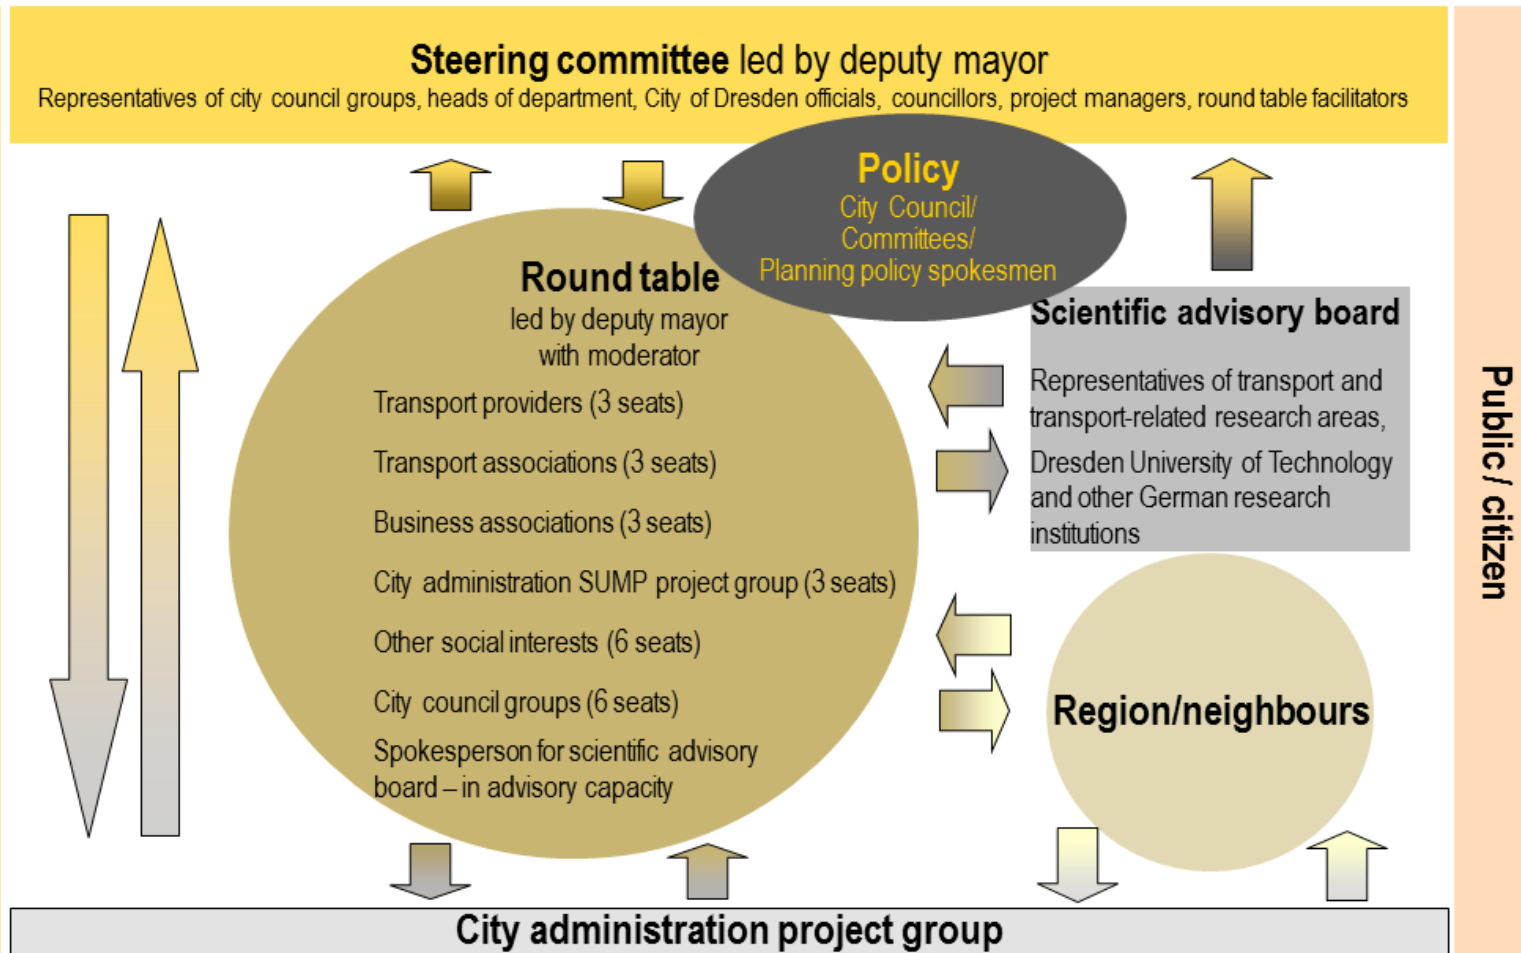 Steering committee led by deputy mayor
Representatives of city council groups, heads of department, City of Dresden officials, councillors, project managers, round table facilitators
Policy
City Council/
Committees/
Planning policy spokesmen
Round table
led by deputy mayor
with moderator
Transport providers (3 seats)
Transport associations (3 seats)
Business associations (3 seats)
City administration SUMP project group (3 seats)
Other social interests (6 seats)
City council groups (6 seats)
Spokesperson for scientific advisory
board – in advisory capacity
Scientific advisory board
Representatives of transport and
transport-related research areas,
Dresden University of Technology
and other German research
institutions
Region/neighbours
City administration project group
Public / citizen